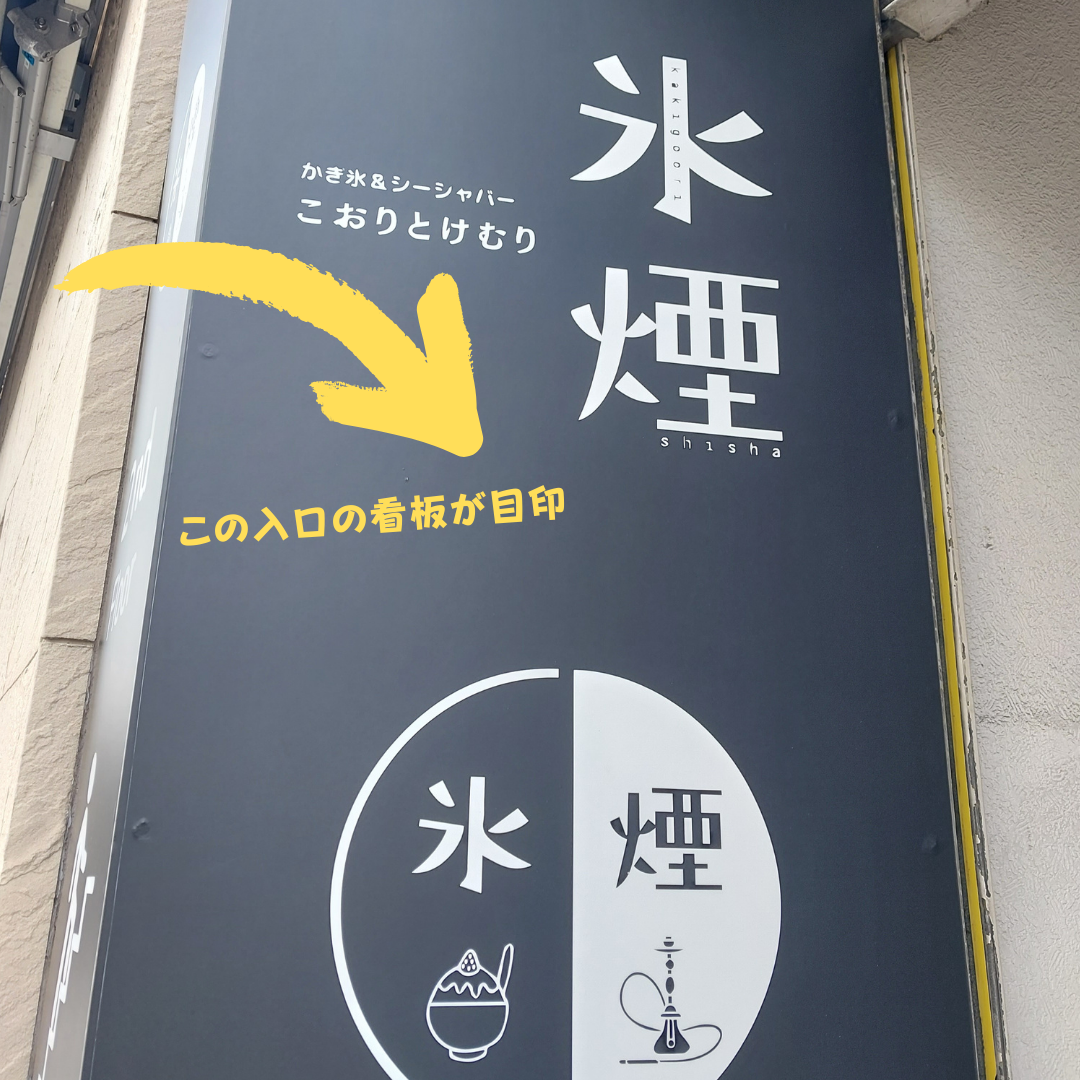 氷
kakigoori
煙
shisha
かき氷&シーシャバー
こおりとけむり
この入口の看板が目印
氷
煙